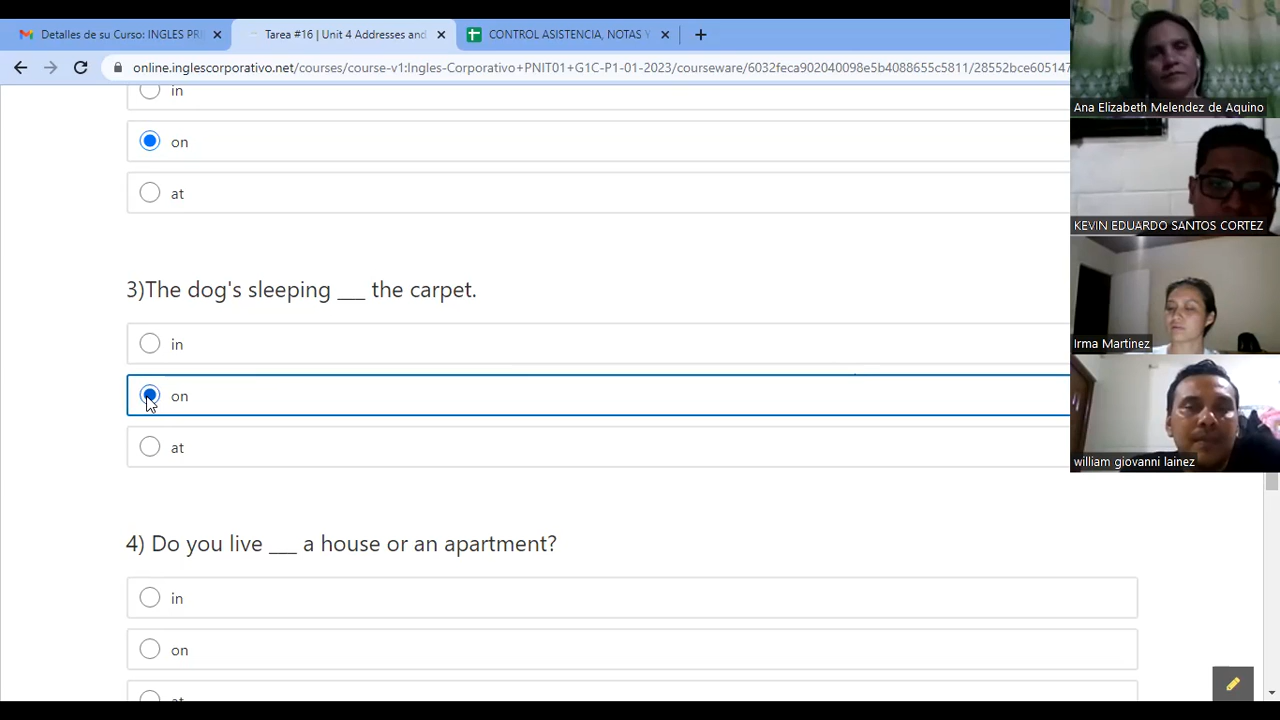 Detalles de su Curso: INGLES PRI
Tarea #16 | Unit 4 Addresses and
CONTROL ASISTENCIA, NOTAS Y
online.inglescorporativo.net/courses/course-v1:Ingles-Corporativo+PNIT01+G1C-P1-01-2023/courseware/6032feca902040098e5b4088655c5811/28552bce605147
in
on
at
3)The dog's sleeping ___ the carpet.
in
on
at
4) Do you live ___ a house or an apartment?
in
on
at
Ana Elizabeth Melendez de Aquino
KEVIN EDUARDO SANTOS CORTEZ
Irma Martinez
william giovanni lainez